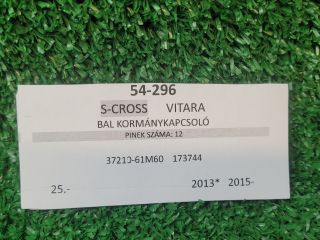 54-296
S-CROSS VITARA
BAL KORMÁNYKAPCSOLÓ
PINEK SZÁMA: 12
37210-61M60 173744
25.- 2013* 2015-